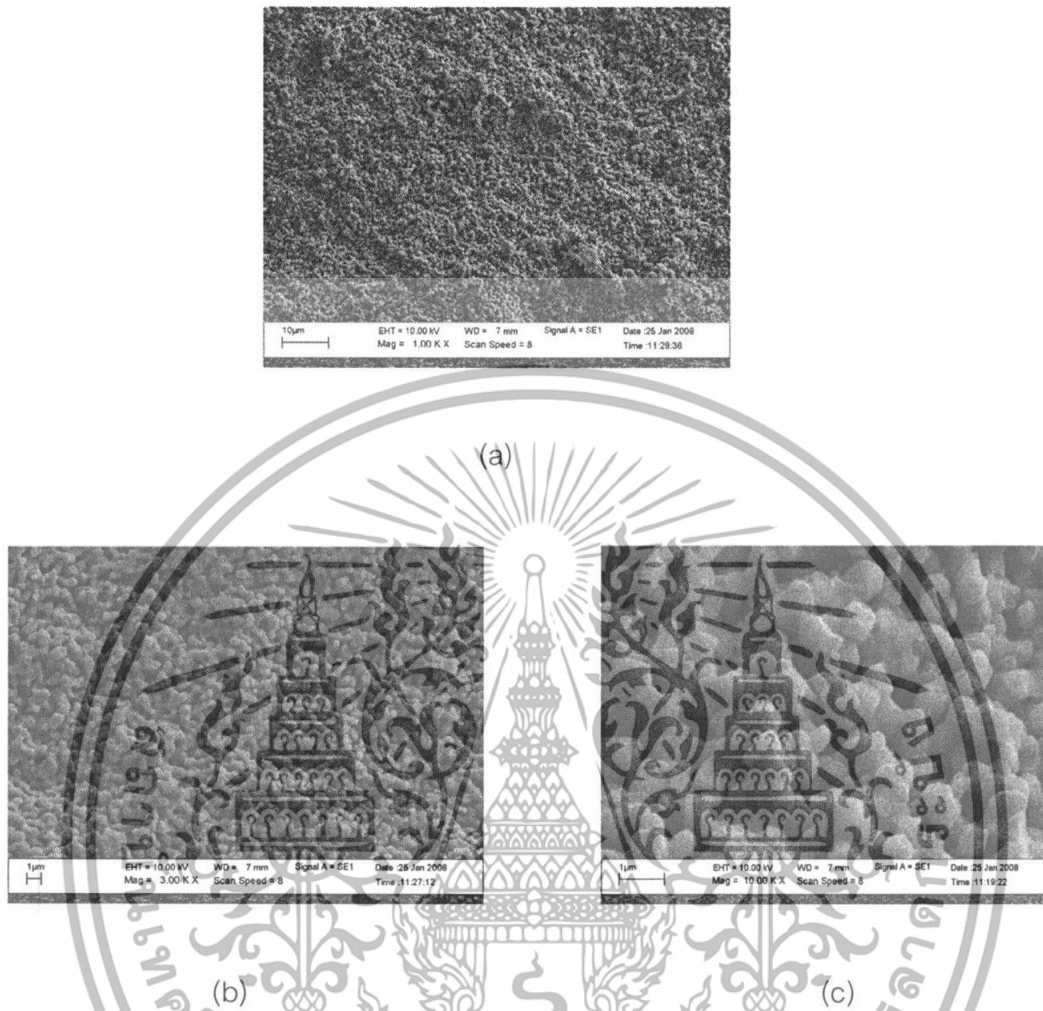 10µm
EHT = 10.00 kV WD = 7 mm Signal A = SE1 Date :25 Jan 2008
Mag = 1.00 K X Scan Speed = 8 Time :11:29:36
(a)
1µm
EHT = 10.00 kV WD = 7 mm Signal A = SE1 Date :25 Jan 2008
Mag = 3.00 K X Scan Speed = 8 Time :11:27:12
(b)
1µm
EHT = 10.00 kV WD = 7 mm Signal A = SE1 Date :25 Jan 2008
Mag = 10.00 K X Scan Speed = 8 Time :11:19:22
(c)